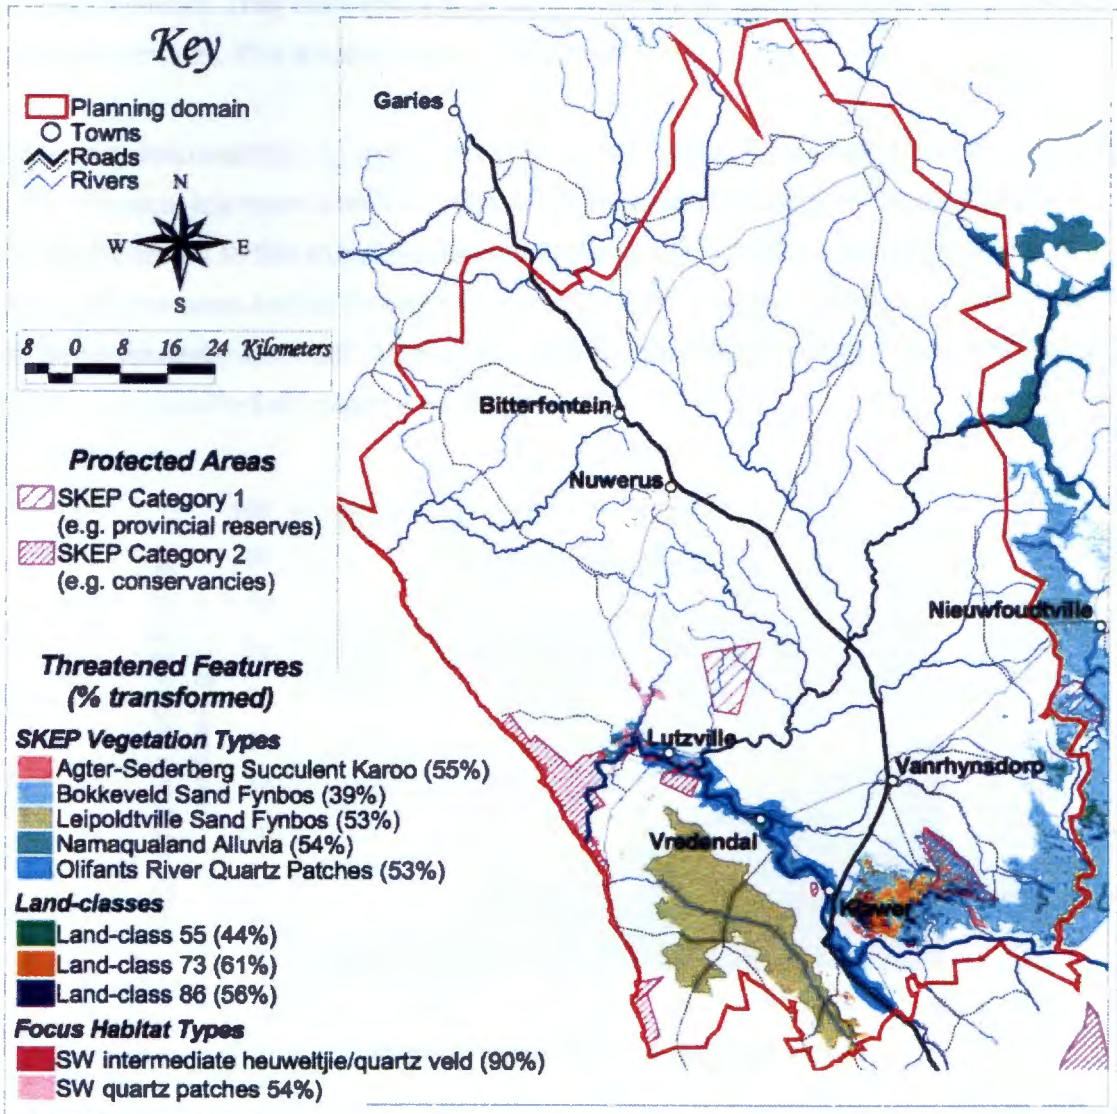 Key
Planning domain
Towns
Roads
Rivers
N
W E
S
8 0 8 16 24 Kilometers
Protected Areas
SKEP Category 1
(e.g. provincial reserves)
SKEP Category 2
(e.g. conservancies)
Threatened Features
(% transformed)
SKEP Vegetation Types
Agter-Sederberg Succulent Karoo (55%)
Bokkeveld Sand Fynbos (39%)
Leipoldtville Sand Fynbos (53%)
Namaqualand Alluvia (54%)
Olifants River Quartz Patches (53%)
Land-classes
Land-class 55 (44%)
Land-class 73 (61%)
Land-class 86 (56%)
Focus Habitat Types
SW intermediate heuweltjie/quartz veld (90%)
SW quartz patches 54%)
Garies
Bitterfontein
Nuwerus
Nieuwfoudtville
Lutzville
Vanrhynsdorp
Vredendal
Klawer